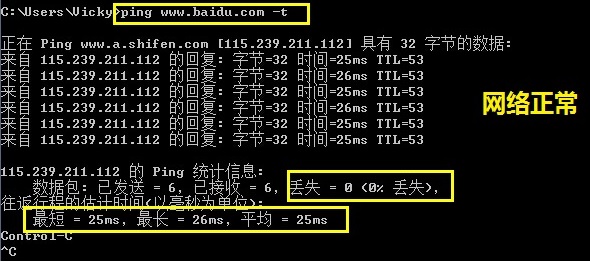 C:\Users\Vicky>ping www.baidu.com -t
正在 Ping www.a.shifen.com [115.239.211.112] 具有 32 字节的数据:
来自 115.239.211.112 的回复: 字节=32 时间=25ms TTL=53
来自 115.239.211.112 的回复: 字节=32 时间=26ms TTL=53
来自 115.239.211.112 的回复: 字节=32 时间=25ms TTL=53
来自 115.239.211.112 的回复: 字节=32 时间=26ms TTL=53
来自 115.239.211.112 的回复: 字节=32 时间=25ms TTL=53
来自 115.239.211.112 的回复: 字节=32 时间=25ms TTL=53
网络正常
115.239.211.112 的 Ping 统计信息:
数据包: 已发送 = 6, 已接收 = 6, 丢失 = 0 (0% 丢失),
往返行程的估计时间(以毫秒为单位):
最短 = 25ms, 最长 = 26ms, 平均 = 25ms
Control-C
^C